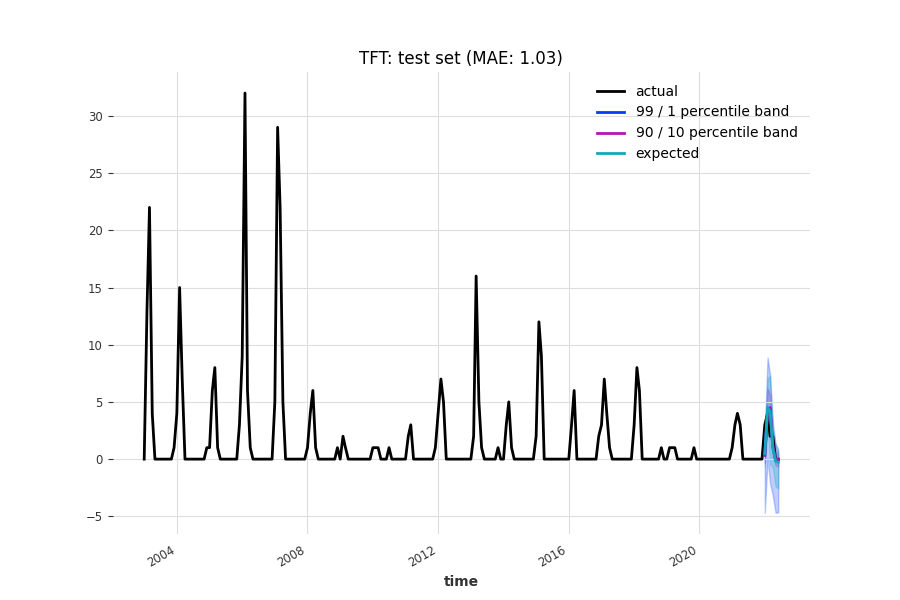 TFT: test set (MAE: 1.03)
actual
99 / 1 percentile band
90 / 10 percentile band
expected
30
25
20
15
10
5
0
−5
2004
2008
2012
2016
2020
time